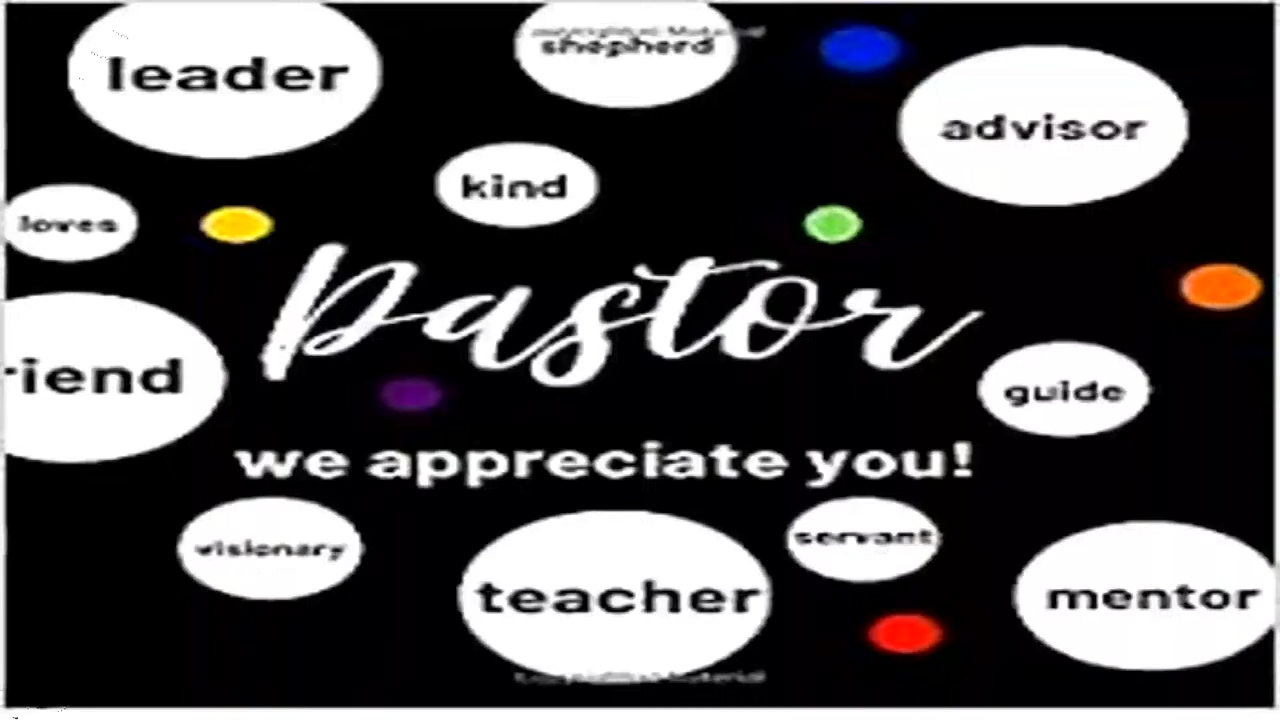 leader
shepherd
advisor
kind
loves
Pastor
riend
guide
we appreciate you!
visionary
servant
teacher
mentor